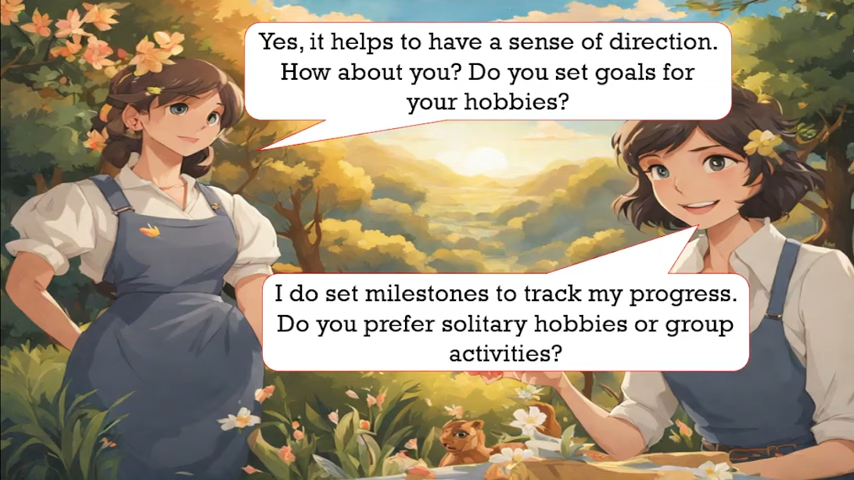 Yes, it helps to have a sense of direction.
How about you? Do you set goals for
your hobbies?
I do set milestones to track my progress.
Do you prefer solitary hobbies or group
activities?